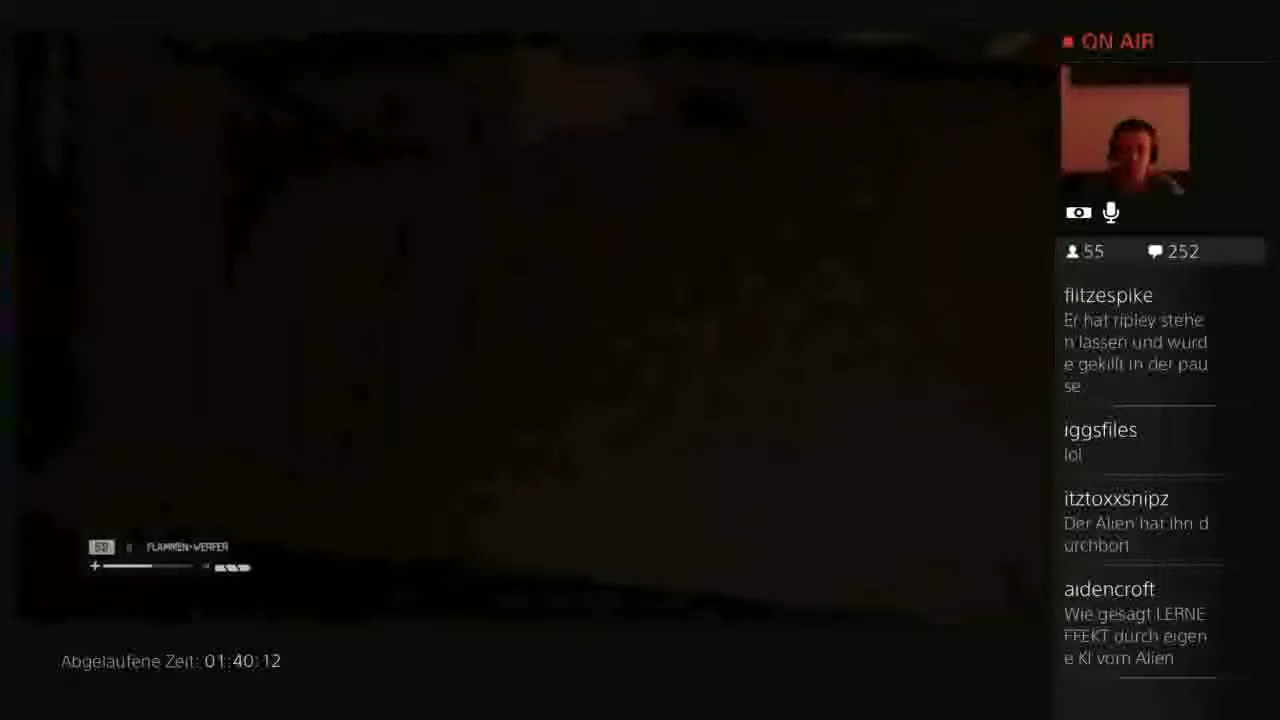 ON AIR
55 252
flitzespike
Er hat ripley stehe
n lassen und wurd
e gekillt in der pau
se
iggsfiles
lol
itztoxxsnipz
Der Alien hat ihn d
urchbort
aidencroft
Wie gesagt LERNE
FFEKT durch eigen
e KI vom Alien
FLAMMEN-WERFER
Abgelaufene Zeit: 01:40:12